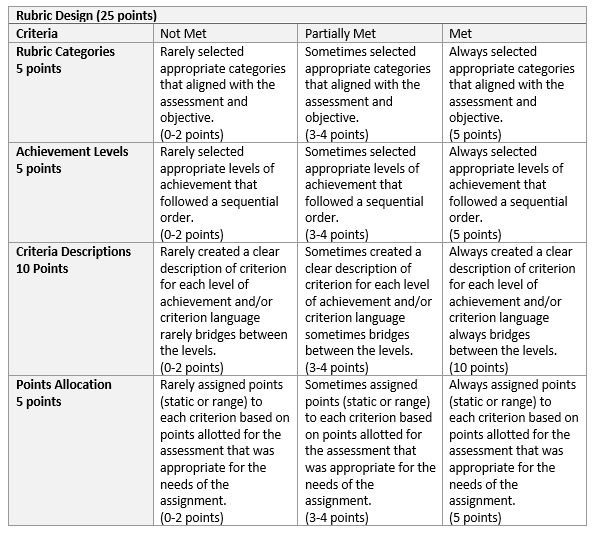 Rubric Design (25 points)
Criteria Not Met Partially Met Met
Rubric Categories
5 points
Rarely selected
appropriate categories
that aligned with the
assessment and
objective.
(0-2 points)
Sometimes selected
appropriate categories
that aligned with the
assessment and
objective.
(3-4 points)
Always selected
appropriate categories
that aligned with the
assessment and
objective.
(5 points)
Achievement Levels
5 points
Rarely selected
appropriate levels of
achievement that
followed a sequential
order.
(0-2 points)
Sometimes selected
appropriate levels of
achievement that
followed a sequential
order.
(3-4 points)
Always selected
appropriate levels of
achievement that
followed a sequential
order.
(5 points)
Criteria Descriptions
10 Points
Rarely created a clear
description of criterion
for each level of
achievement and/or
criterion language
rarely bridges between
the levels.
(0-2 points)
Sometimes created a
clear description of
criterion for each level
of achievement and/or
criterion language
sometimes bridges
between the levels.
(3-4 points)
Always created a clear
description of criterion
for each level of
achievement and/or
criterion language
always bridges
between the levels.
(10 points)
Points Allocation
5 points
Rarely assigned points
(static or range) to
each criterion based on
points allotted for the
assessment that was
appropriate for the
needs of the
assignment.
(0-2 points)
Sometimes assigned
points (static or range)
to each criterion based
on points allotted for
the assessment that
was appropriate for the
needs of the
assignment.
(3-4 points)
Always assigned points
(static or range) to
each criterion based on
points allotted for the
assessment that was
appropriate for the
needs of the
assignment.
(5 points)